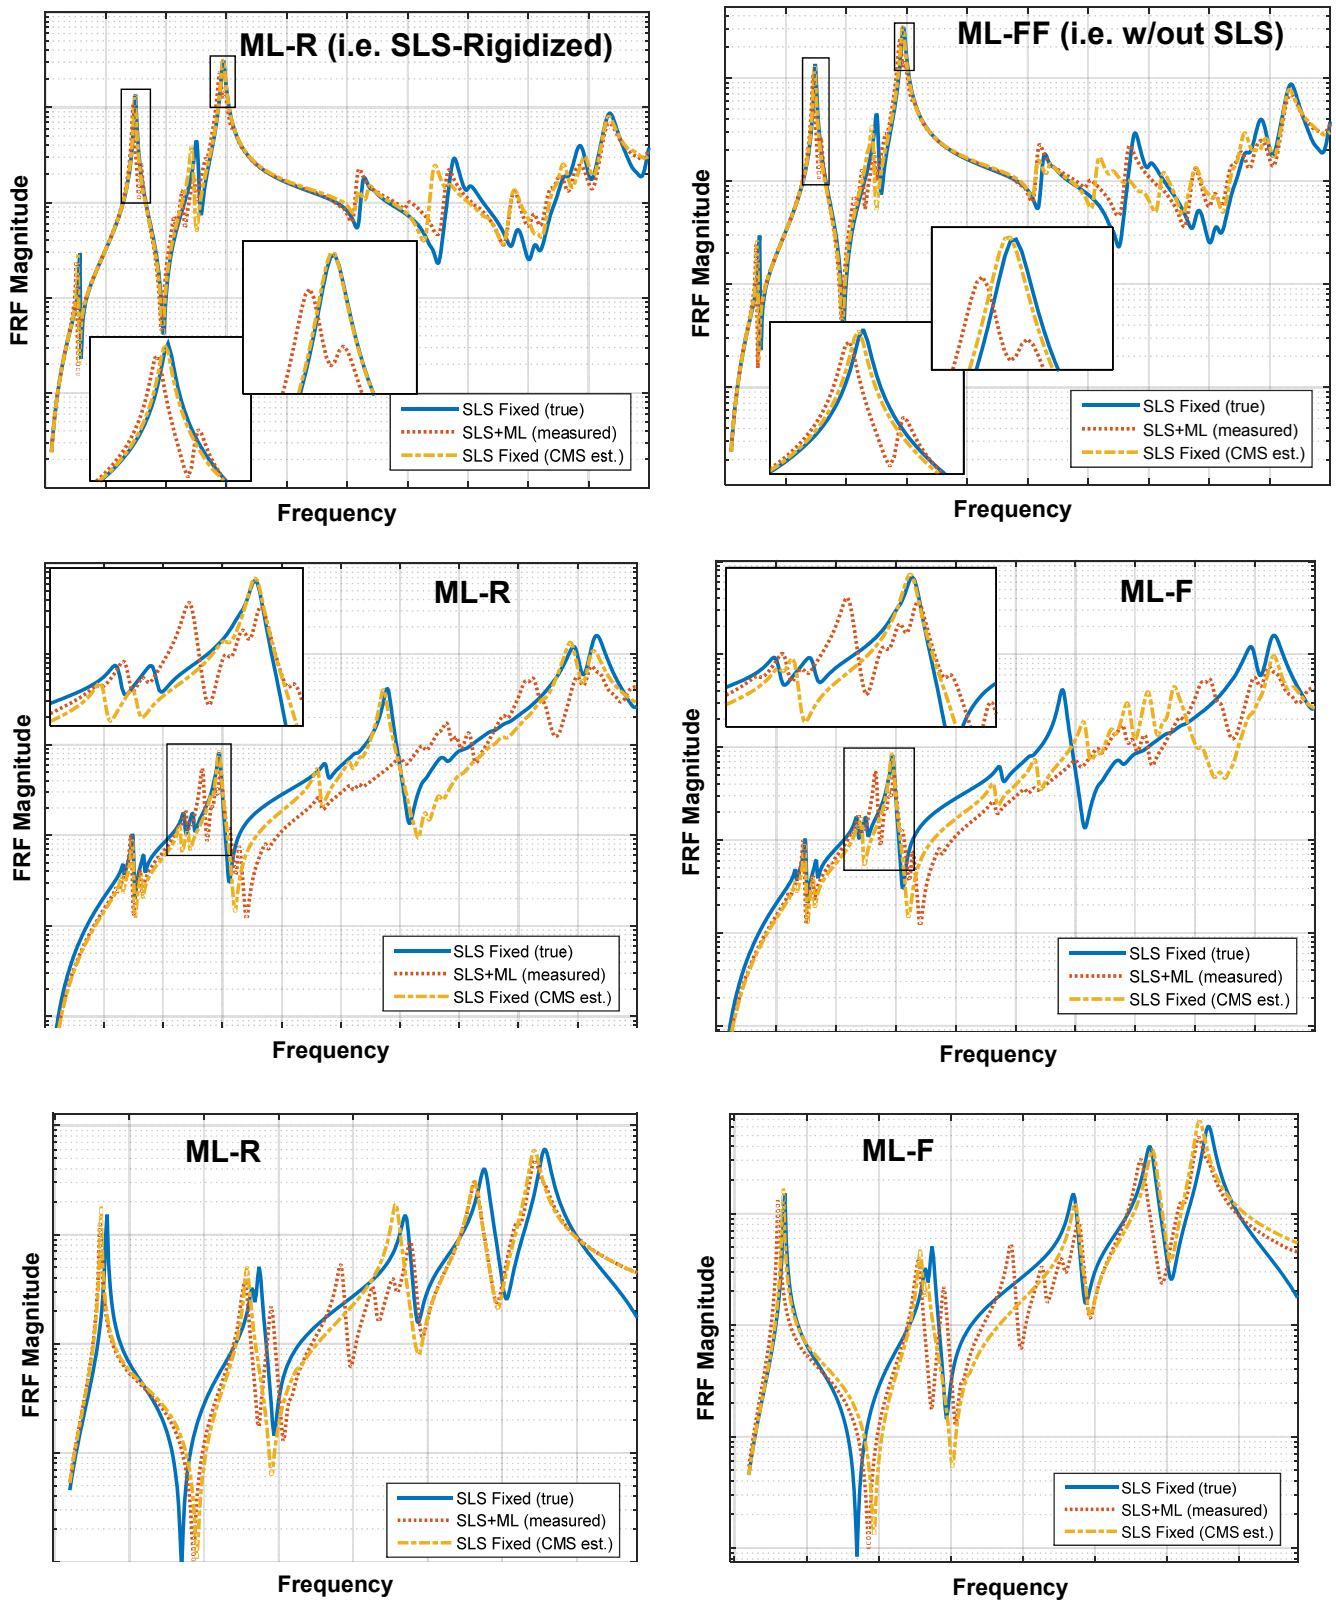 ML-R (i.e. SLS-Rigidized)
FRF Magnitude
SLS Fixed (true)
SLS+ML (measured)
SLS Fixed (CMS est.)
Frequency
ML-FF (i.e. w/out SLS)
FRF Magnitude
SLS Fixed (true)
SLS+ML (measured)
SLS Fixed (CMS est.)
Frequency
ML-R
FRF Magnitude
SLS Fixed (true)
SLS+ML (measured)
SLS Fixed (CMS est.)
Frequency
ML-F
FRF Magnitude
SLS Fixed (true)
SLS+ML (measured)
SLS Fixed (CMS est.)
Frequency
ML-R
FRF Magnitude
SLS Fixed (true)
SLS+ML (measured)
SLS Fixed (CMS est.)
Frequency
ML-F
FRF Magnitude
SLS Fixed (true)
SLS+ML (measured)
SLS Fixed (CMS est.)
Frequency